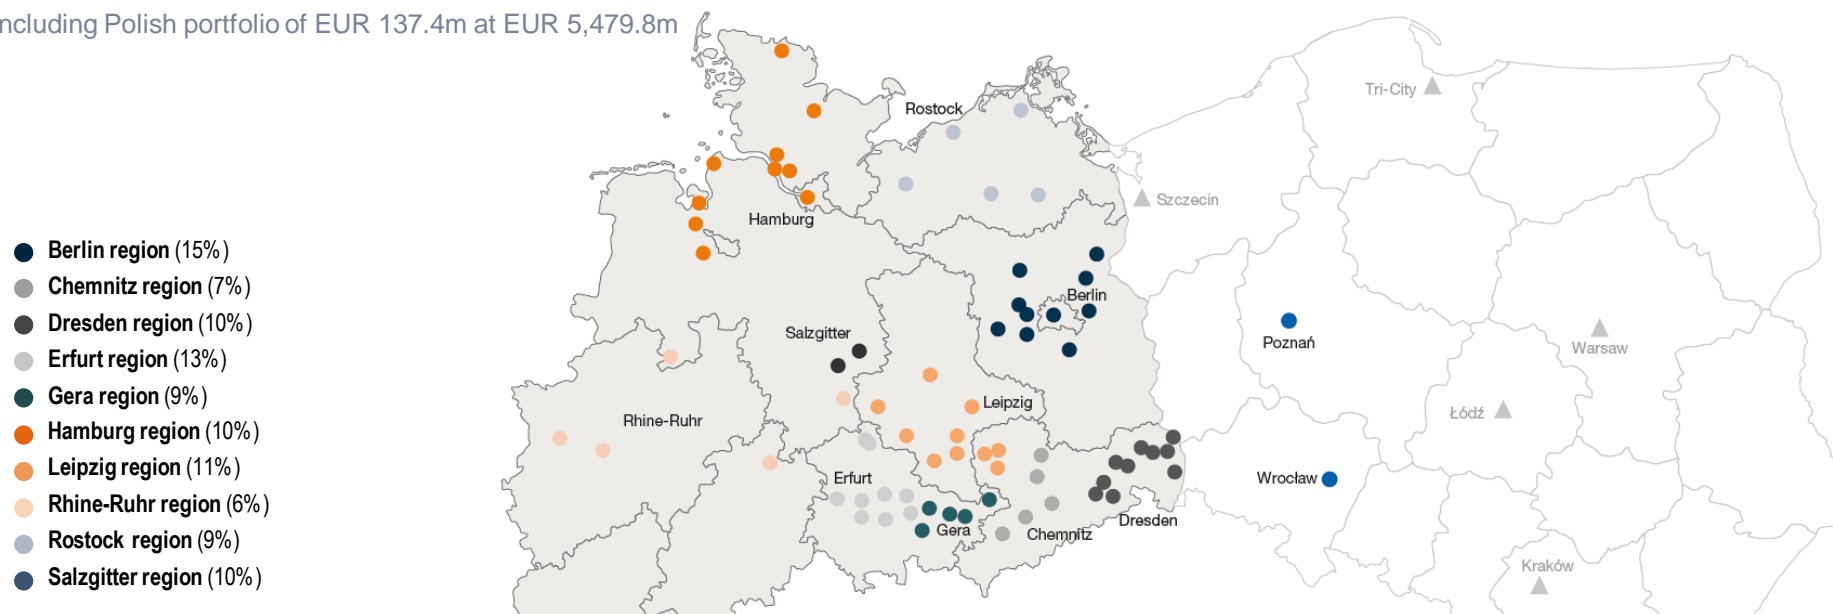 ncluding Polish portfolio of EUR 137.4m at EUR 5,479.8m
Tri-City
Rostock
Szczecin
Hamburg
Berlin region (15%)
Chemnitz region (7%)
Dresden region (10%)
Erfurt region (13%)
Gera region (9%)
Hamburg region (10%)
Leipzig region (11%)
Rhine-Ruhr region (6%)
Rostock region (9%)
Salzgitter region (10%)
Berlin
Salzgitter
Poznań
Warsaw
Leipzig
Łódź
Rhine-Ruhr
Erfurt
Wrocław
Dresden
Gera
Chemnitz
Kraków